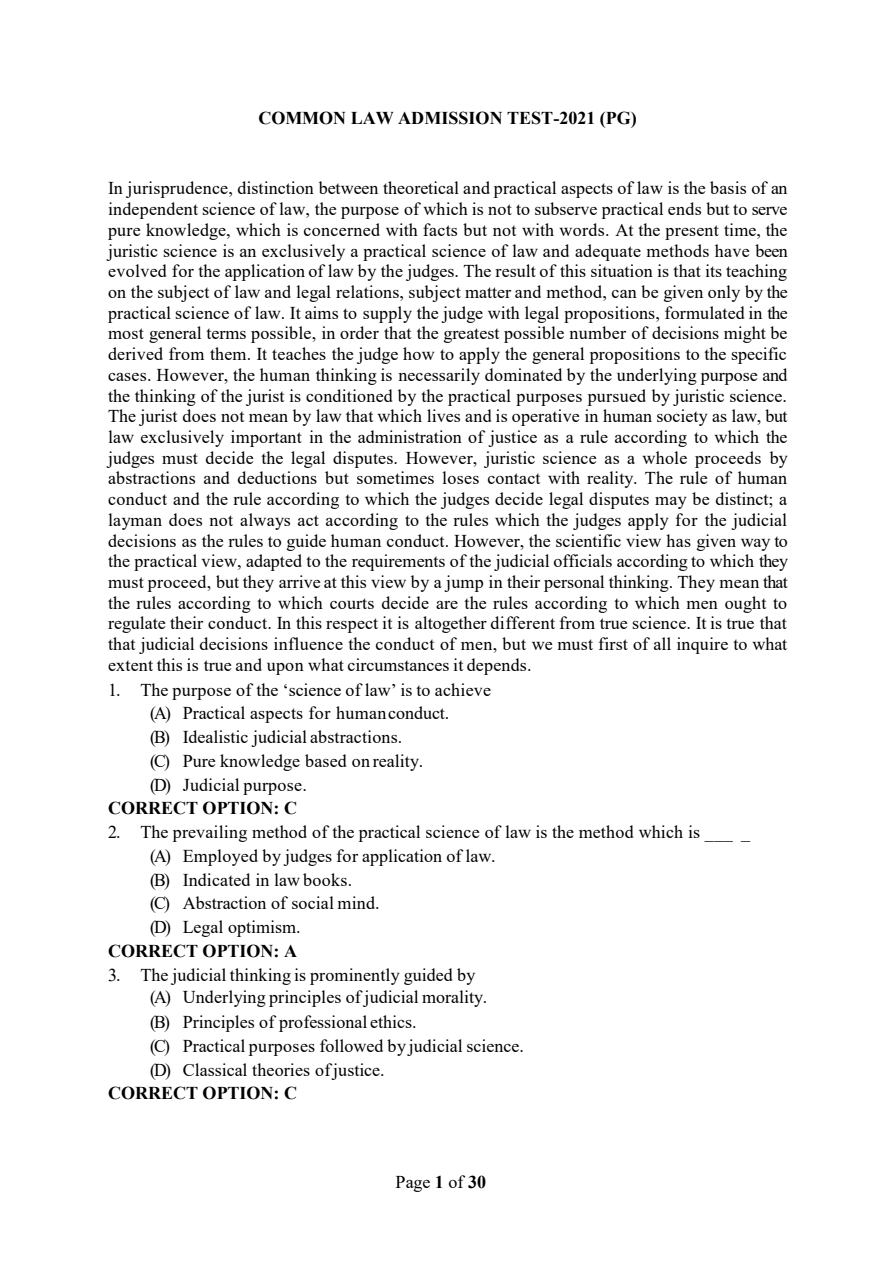 COMMON LAW ADMISSION TEST-2021 (PG)
In jurisprudence, distinction between theoretical and practical aspects of law is the basis of an
independent science of law, the purpose of which is not to subserve practical ends but to serve
pure knowledge, which is concerned with facts but not with words. At the present time, the
juristic science is an exclusively a practical science of law and adequate methods have been
evolved for the application of law by the judges. The result of this situation is that its teaching
on the subject of law and legal relations, subject matter and method, can be given only by the
practical science of law. It aims to supply the judge with legal propositions, formulated in the
most general terms possible, in order that the greatest possible number of decisions might be
derived from them. It teaches the judge how to apply the general propositions to the specific
cases. However, the human thinking is necessarily dominated by the underlying purpose and
the thinking of the jurist is conditioned by the practical purposes pursued by juristic science.
The jurist does not mean by law that which lives and is operative in human society as law, but
law exclusively important in the administration of justice as a rule according to which the
judges must decide the legal disputes. However, juristic science as a whole proceeds by
abstractions and deductions but sometimes loses contact with reality. The rule of human
conduct and the rule according to which the judges decide legal disputes may be distinct; a
layman does not always act according to the rules which the judges apply for the judicial
decisions as the rules to guide human conduct. However, the scientific view has given way to
the practical view, adapted to the requirements of the judicial officials according to which they
must proceed, but they arrive at this view by a jump in their personal thinking. They mean that
the rules according to which courts decide are the rules according to which men ought to
regulate their conduct. In this respect it is altogether different from true science. It is true that
that judicial decisions influence the conduct of men, but we must first of all inquire to what
extent this is true and upon what circumstances it depends.
1. The purpose of the ‘science of law’ is to achieve
(A) Practical aspects for human conduct.
(B) Idealistic judicial abstractions.
(C) Pure knowledge based on reality.
(D) Judicial purpose.
CORRECT OPTION: C
2. The prevailing method of the practical science of law is the method which is ___ _
(A) Employed by judges for application of law.
(B) Indicated in law books.
(C) Abstraction of social mind.
(D) Legal optimism.
CORRECT OPTION: A
3. The judicial thinking is prominently guided by
(A) Underlying principles of judicial morality.
(B) Principles of professional ethics.
(C) Practical purposes followed by judicial science.
(D) Classical theories of justice.
CORRECT OPTION: C
Page 1 of 30